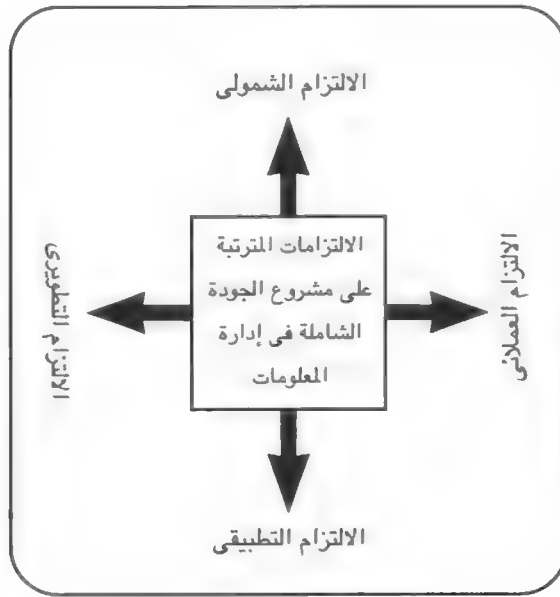 الالتزام الشمولى
الالتزامات المترتبة
على مشروع الجودة
الشاملة فى إدارة
المعلومات
الالتزام العملائى
الالتزام التطويرى
الالتزام التطبيقى